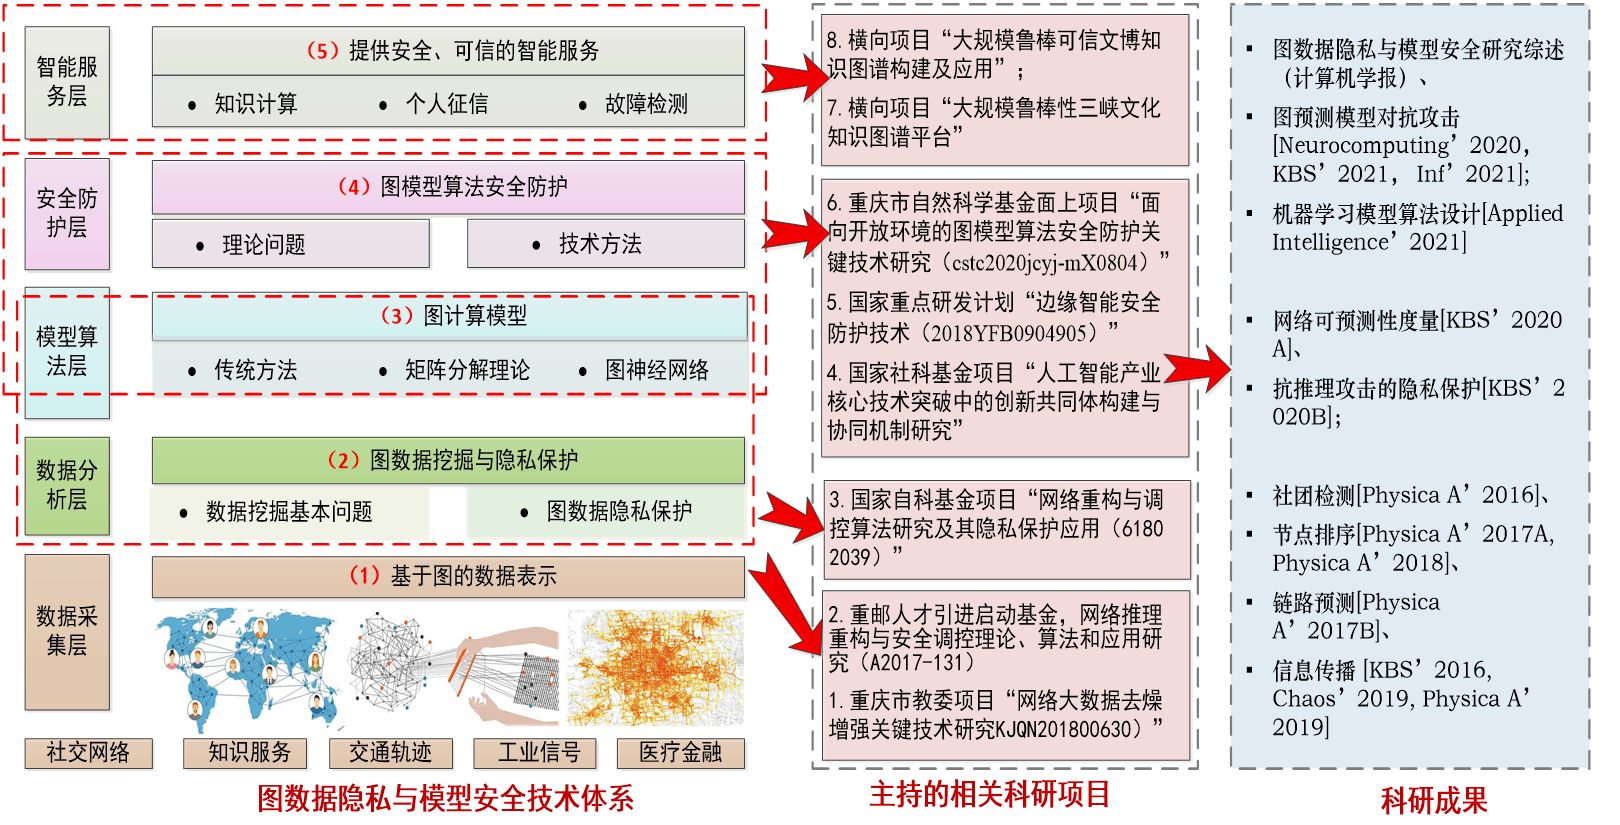 智能服
务层
（5）提供安全、可信的智能服务
● 知识计算
● 个人征信
● 故障检测
安全防
护层
（4）图模型算法安全防护
● 理论问题
● 技术方法
模型算
法层
（3）图计算模型
● 传统方法
● 矩阵分解理论
● 图神经网络
数据分
析层
（2）图数据挖掘与隐私保护
● 数据挖掘基本问题
● 图数据隐私保护
数据采
集层
（1）基于图的数据表示
社交网络
知识服务
交通轨迹
工业信号
医疗金融
图数据隐私与模型安全技术体系
8. 横向项目“大规模鲁棒可信文博知
识图谱构建及应用”；
7. 横向项目“大规模鲁棒性三峡文化
知识图谱平台”
6. 重庆市自然科学基金面上项目“面
向开放环境的图模型算法安全防护关
键技术研究（cstc2020jcyj-mX0804）”
5. 国家重点研发计划“边缘智能安全
防护技术（2018YFB0904905）”
4. 国家社科基金项目“人工智能产业
核心技术突破中的创新共同体构建与
协同机制研究”
3. 国家自科基金项目“网络重构与调
控算法研究及其隐私保护应用（6180
2039）”
2. 重邮人才引进启动基金，网络推理
重构与安全调控理论、算法和应用研
究（A2017-131）
1. 重庆市教委项目“网络大数据去燥
增强关键技术研究KJQN201800630）”
主持的相关科研项目
▪ 图数据隐私与模型安全研究综述
（计算机学报）、
▪ 图预测模型对抗攻击
[Neurocomputing’2020，
KBS’2021， Inf’2021];
▪ 机器学习模型算法设计[Applied
Intelligence’2021]
▪ 网络可预测性度量[KBS’2020
A]、
▪ 抗推理攻击的隐私保护[KBS’2
020B]；
▪ 社团检测[Physica A’2016]、
▪ 节点排序[Physica A’2017A,
Physica A’2018]、
▪ 链路预测[Physica
A’2017B]、
▪ 信息传播 [KBS’2016,
Chaos’2019, Physica A’
2019]
科研成果